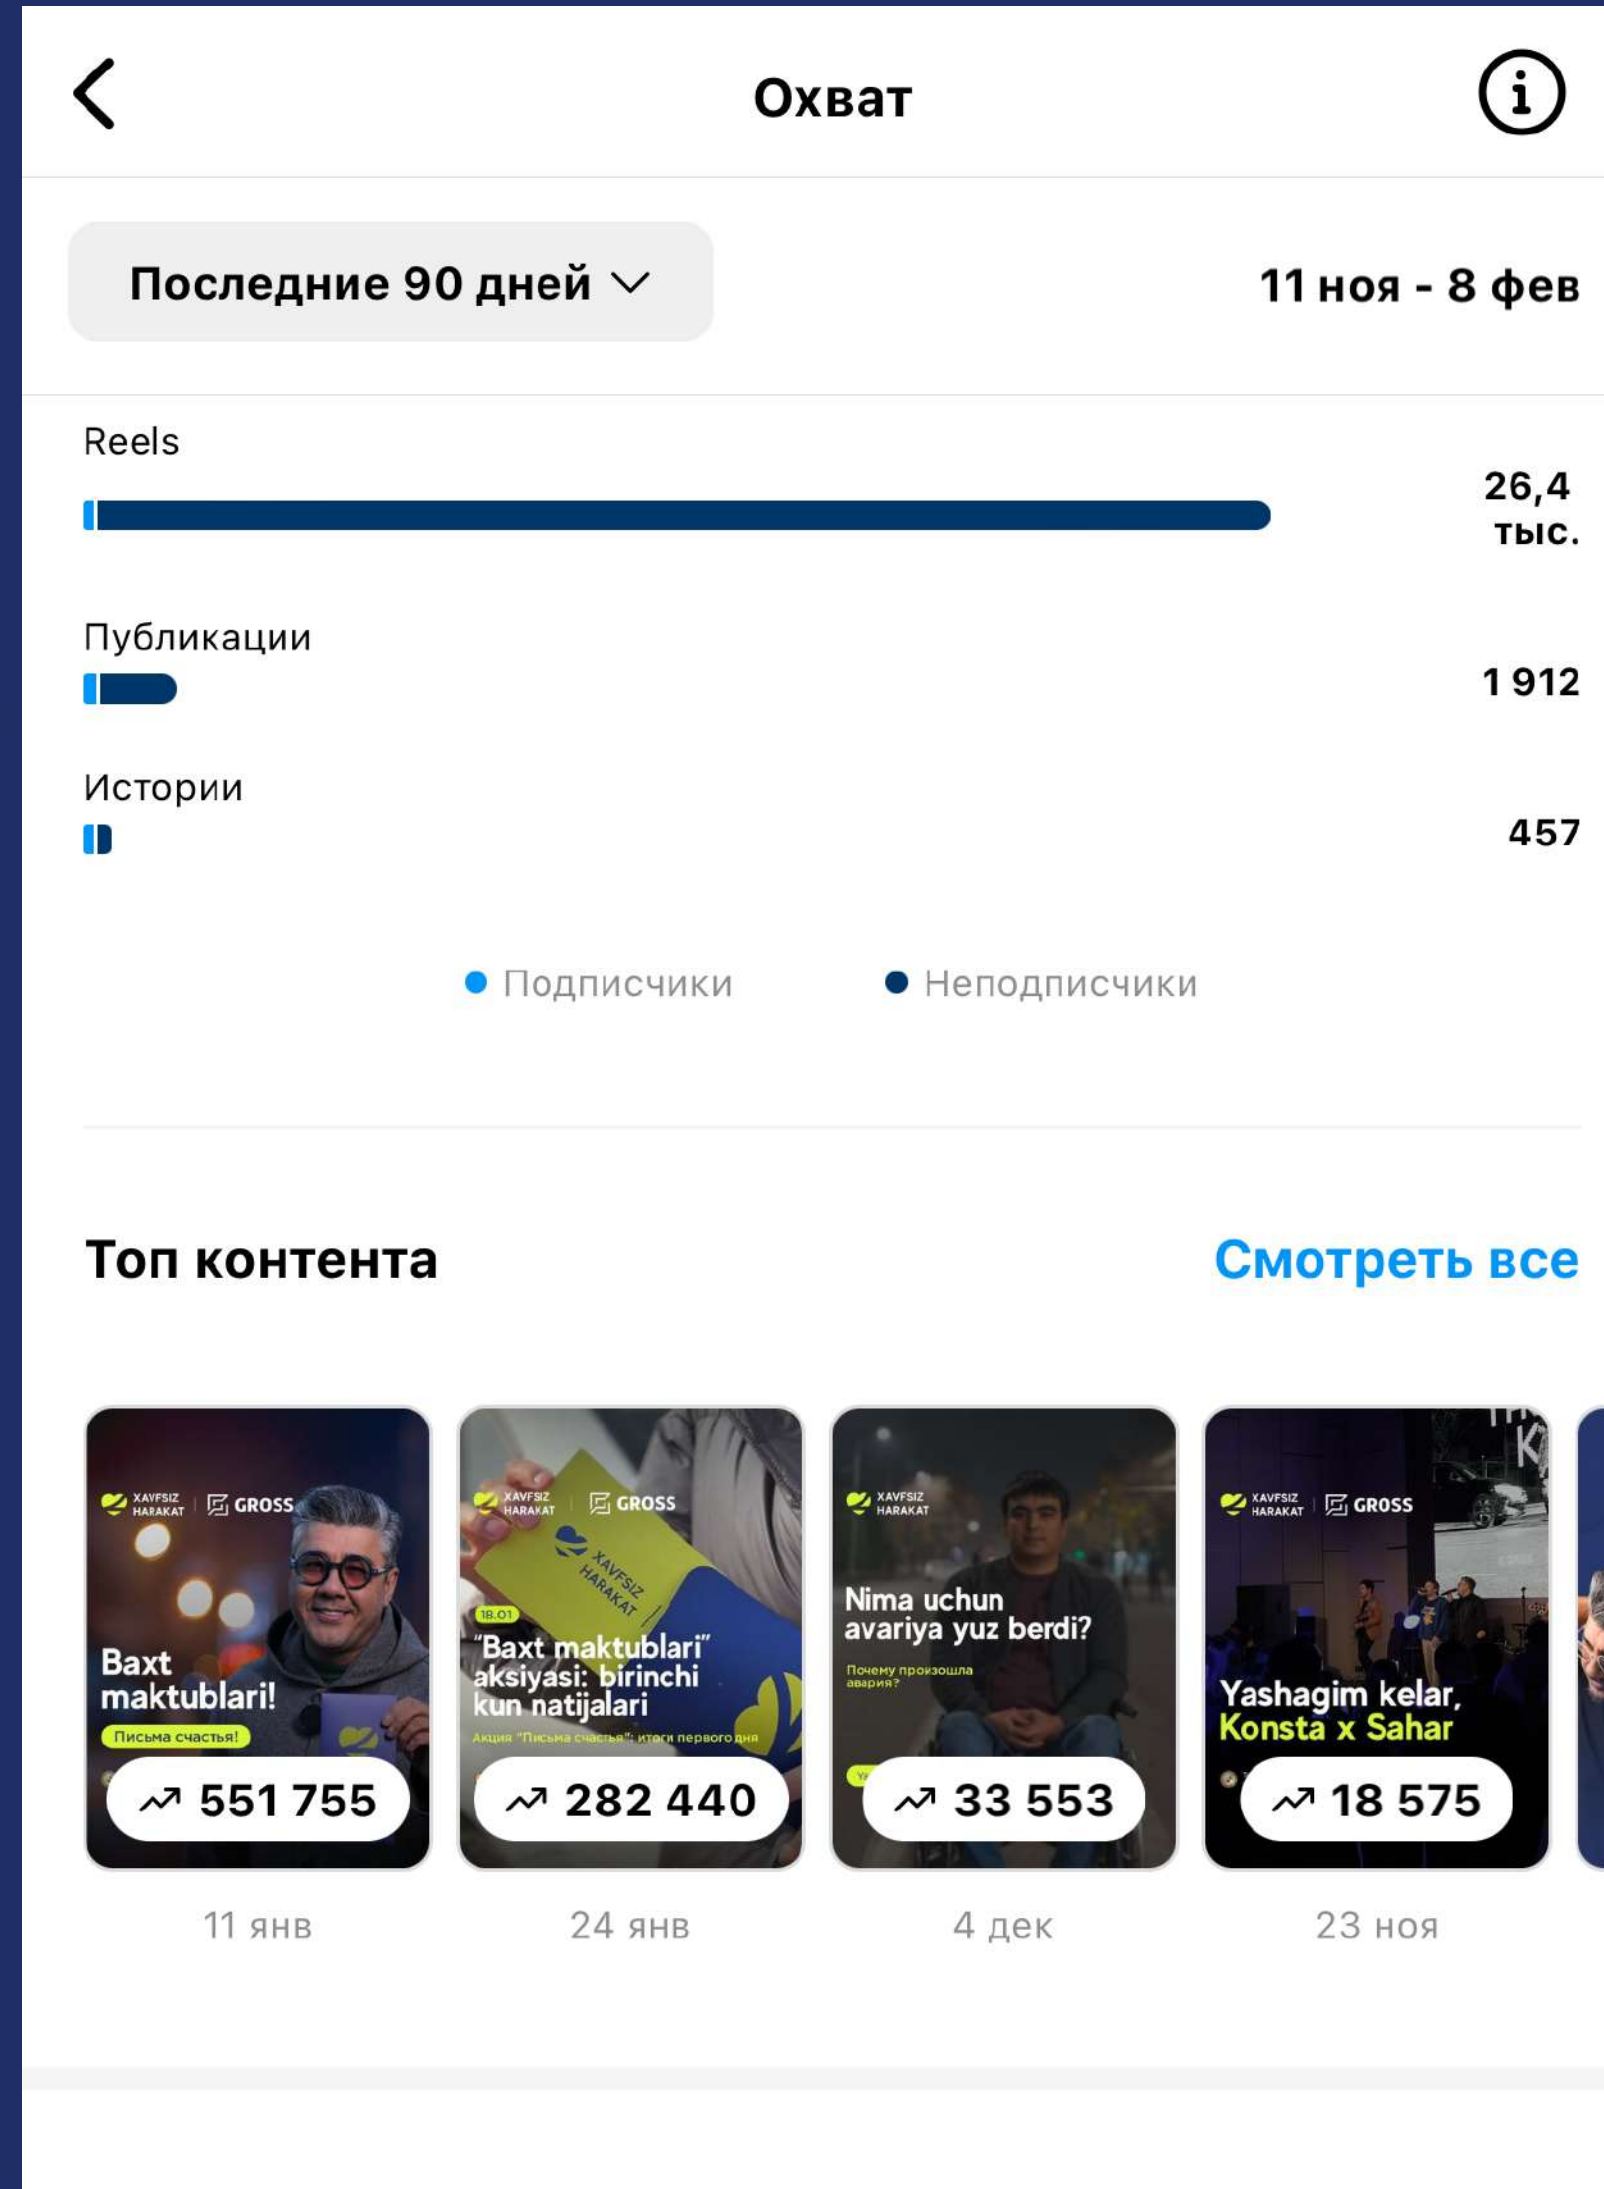 Охват
Последние 90 дней
11 ноя - 8 фев
Reels
26,4
тыс.
Публикации
1 912
Истории
457
Подписчики
Неподписчики
Топ контента
Смотреть все
XAVFSIZ
HARAKAT
GROSS
Baxt
maktublari!
Письма счастья!
551 755
11 янв
XAVFSIZ
HARAKAT
GROSS
XAVFSIZ
HARAKAT
18.01
"Baxt maktublari"
aksiyasi: birinchi
kun natijalari
Акция "Письма счастья": итоги первого дня
282 440
24 янв
XAVFSIZ
HARAKAT
Nima uchun
avariya yuz berdi?
Почему произошла
авария?
33 553
4 дек
XAVFSIZ
HARAKAT
GROSS
Yashagim kelar,
Konsta x Sahar
18 575
23 ноя